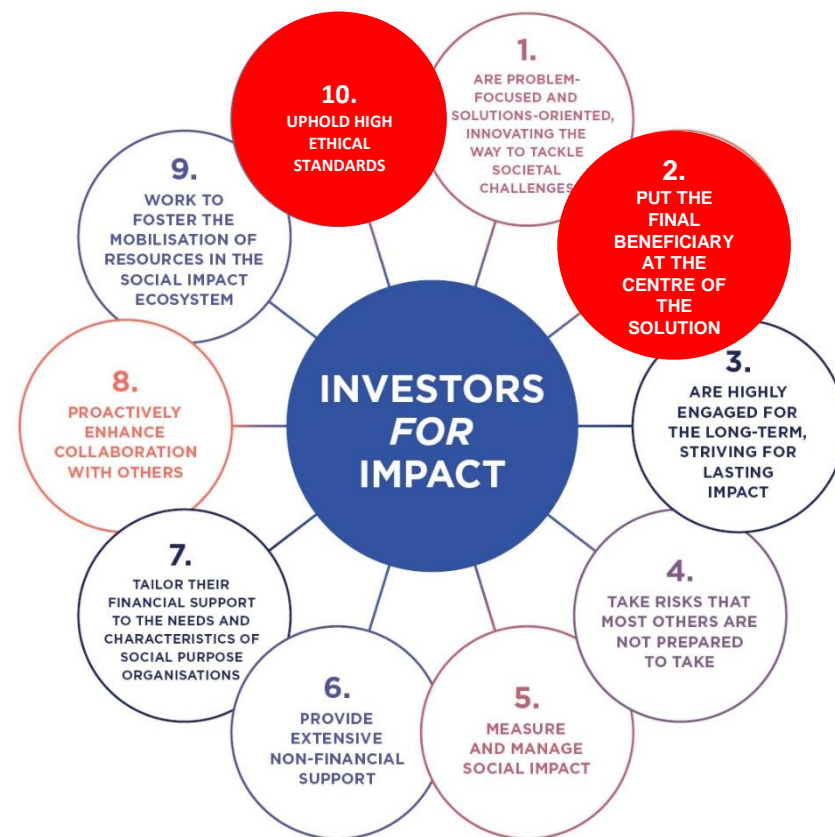 INVESTORS
FOR
IMPACT
1.
ARE PROBLEM-
FOCUSED AND
SOLUTIONS-ORIENTED,
INNOVATING THE
WAY TO TACKLE
SOCIETAL
CHALLENGES
2.
PUT THE
FINAL
BENEFICIARY
AT THE
CENTRE OF
THE
SOLUTION
3.
ARE HIGHLY
ENGAGED FOR
THE LONG-TERM,
STRIVING FOR
LASTING
IMPACT
4.
TAKE RISKS THAT
MOST OTHERS ARE
NOT PREPARED
TO TAKE
5.
MEASURE
AND MANAGE
SOCIAL IMPACT
6.
PROVIDE
EXTENSIVE
NON-FINANCIAL
SUPPORT
7.
TAILOR THEIR
FINANCIAL SUPPORT
TO THE NEEDS AND
CHARACTERISTICS OF
SOCIAL PURPOSE
ORGANISATIONS
8.
PROACTIVELY
ENHANCE
COLLABORATION
WITH OTHERS
9.
WORK TO
FOSTER THE
MOBILISATION OF
RESOURCES IN THE
SOCIAL IMPACT
ECOSYSTEM
10.
UPHOLD HIGH
ETHICAL
STANDARDS